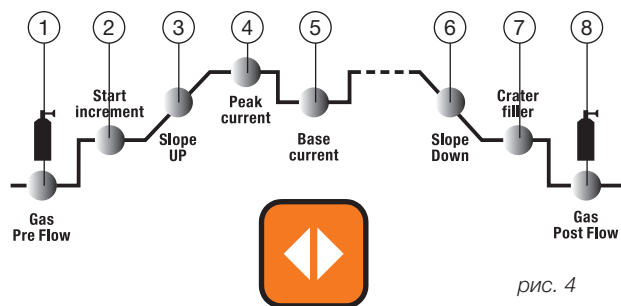 1
2
3
4
5
6
7
8
Start
increment
Slope
UP
Peak
current
Base
current
Slope
Down
Crater
filler
Gas
Pre Flow
Gas
Post Flow
рис. 4